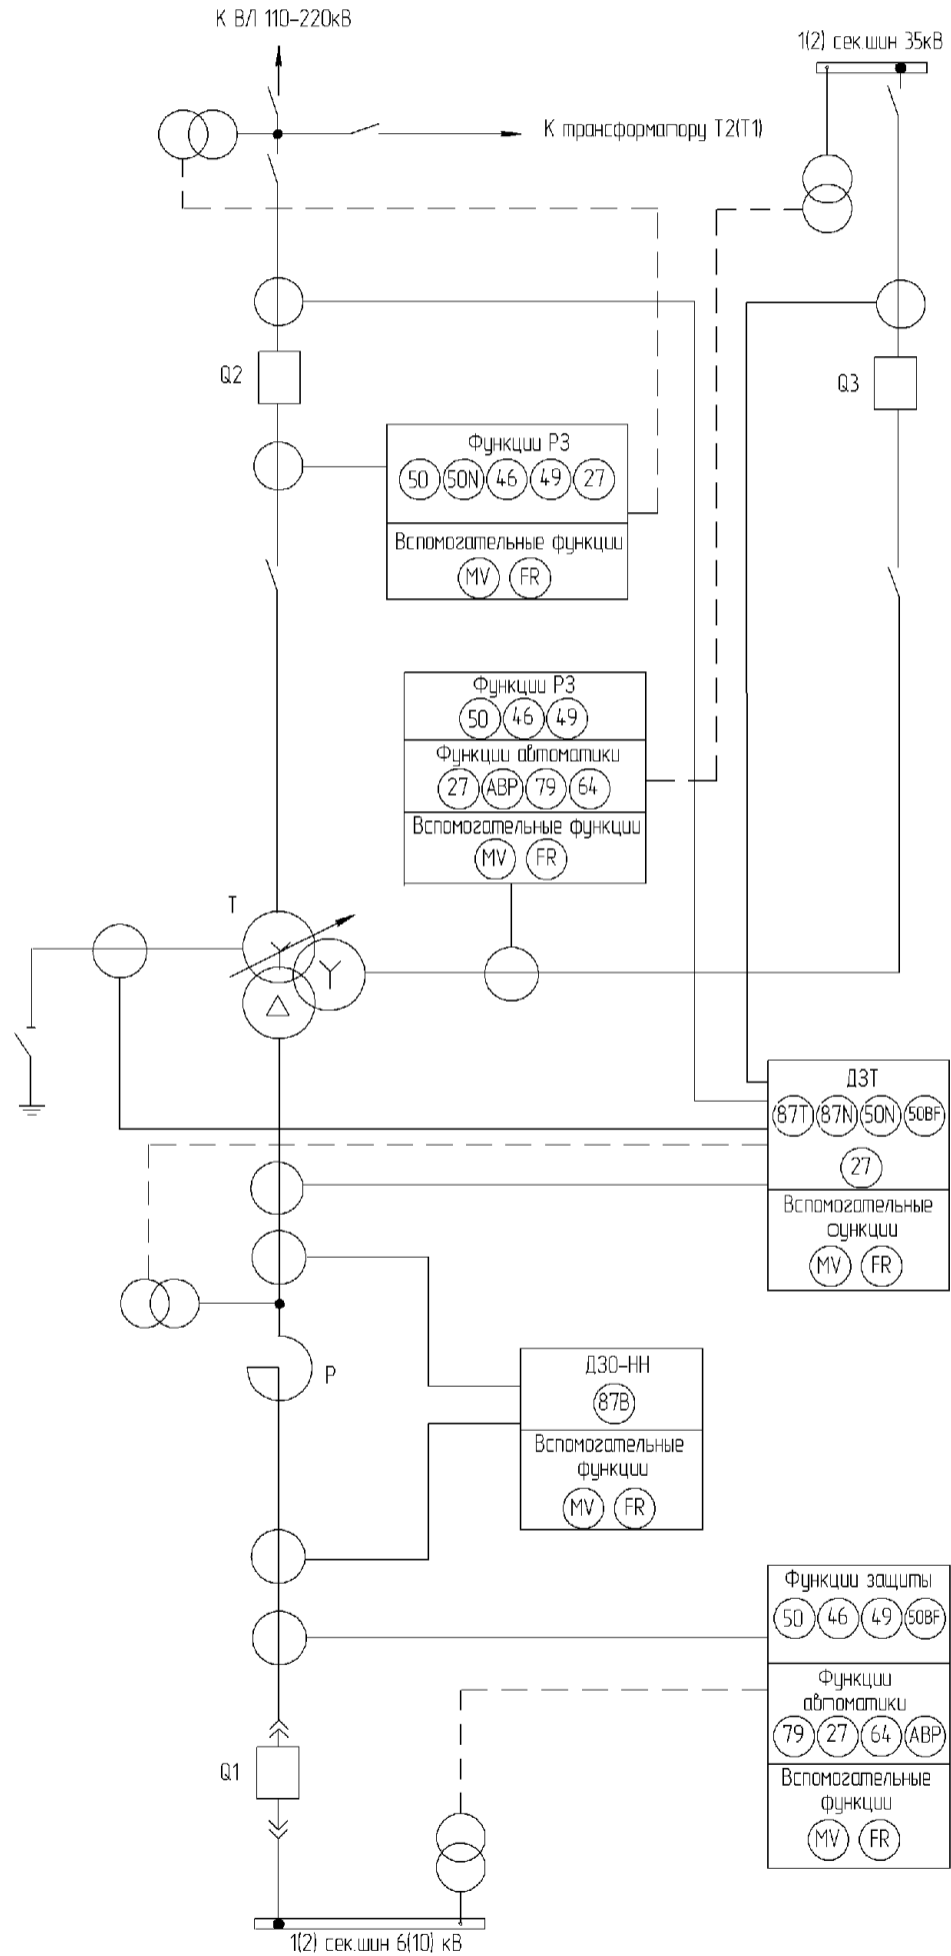 К ВЛ 110-220кВ
1(2) сек.шин 35кВ
К трансформатору Т2(Т1)
Q2
Q3
Функции РЗ
50 50N 46 49 27
Вспомогательные функции
MV FR
Функции РЗ
50 46 49
Функции автоматики
27 АВР 79 64
Вспомогательные функции
MV FR
Т
ДЗТ
87T 87N 50N 50BF
27
Вспомогательные
функции
MV FR
Р
ДЗО-НН
87B
Вспомогательные
функции
MV FR
Функции защиты
50 46 49 50BF
Функции
автоматики
79 27 64 АВР
Вспомогательные
функции
MV FR
Q1
1(2) сек.шин 6(10) кВ